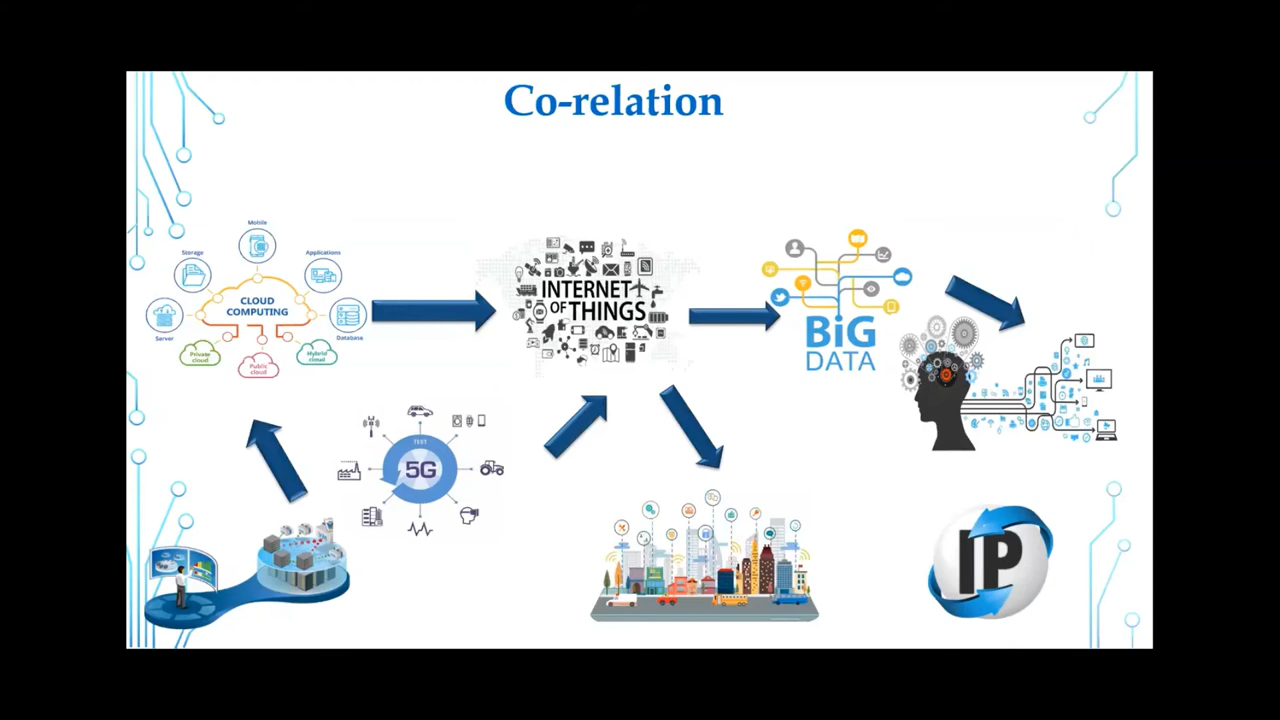 Co-relation
Mobile
Storage
Applications
CLOUD
COMPUTING
Server
Database
Private
cloud
Public
cloud
Hybrid
cloud
INTERNET
OF THINGS
BiG
DATA
TEST
5G
IP